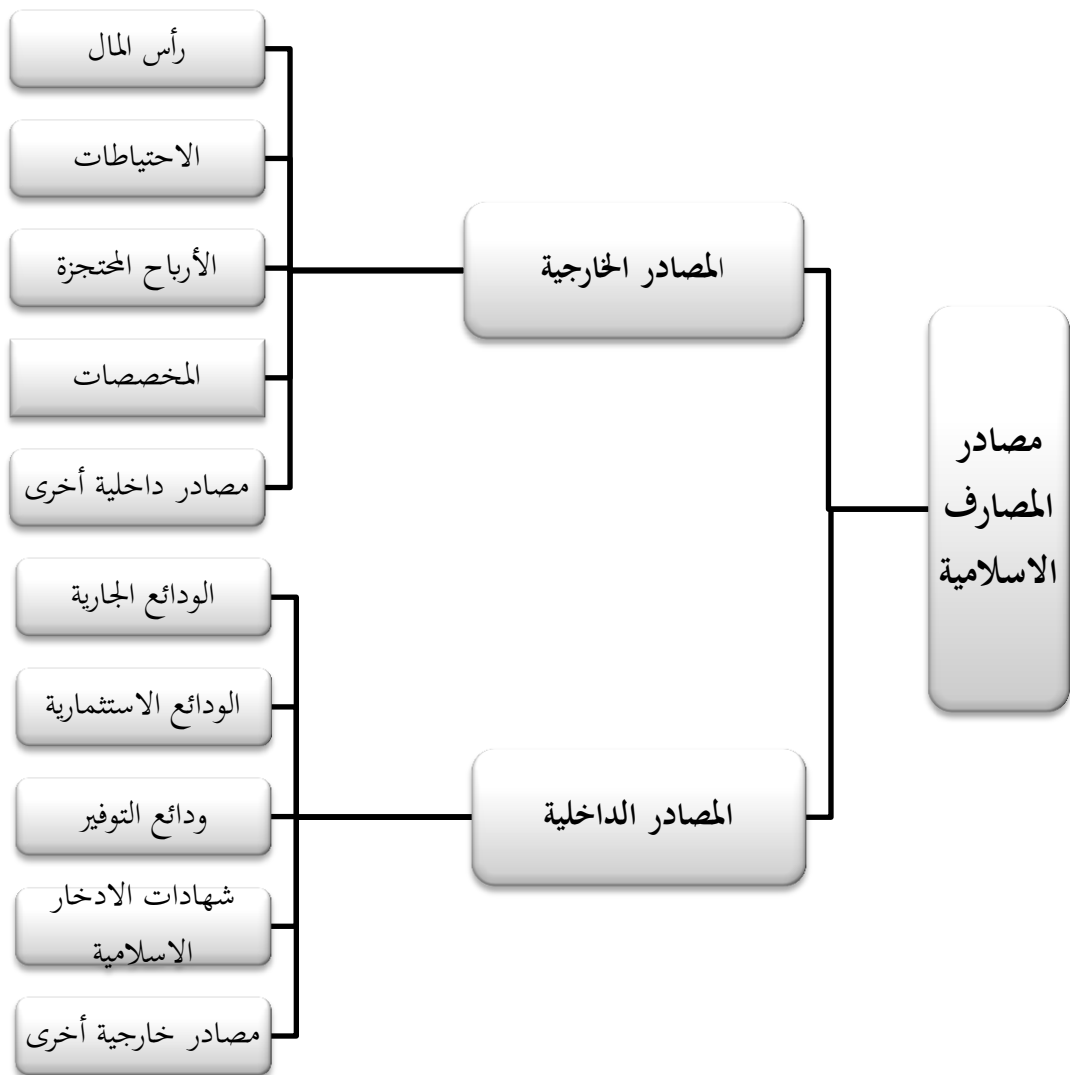 مصادر
المصارف
الاسلامية
المصادر الخارجية
رأس المال
الاحتياطات
الأرباح المحتجزة
المخصصات
مصادر داخلية أخرى
المصادر الداخلية
الودائع الجارية
الودائع الاستثمارية
ودائع التوفير
شهادات الادخار
الاسلامية
مصادر خارجية أخرى